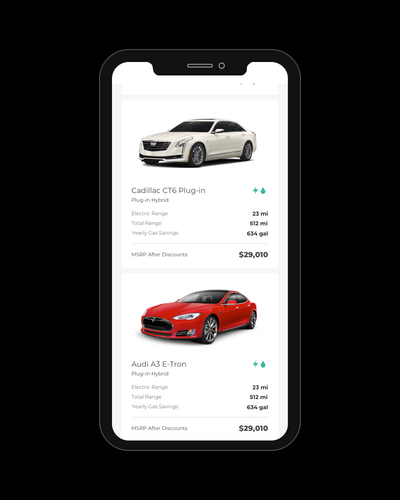 Cadillac CT6 Plug-in
Plug-in Hybrid
Electric Range 23 mi
Total Range 512 mi
Yearly Gas Savings 634 gal
MSRP After Discounts $29,010
Audi A3 E-Tron
Plug-in Hybrid
Electric Range 23 mi
Total Range 512 mi
Yearly Gas Savings 634 gal
MSRP After Discounts $29,010